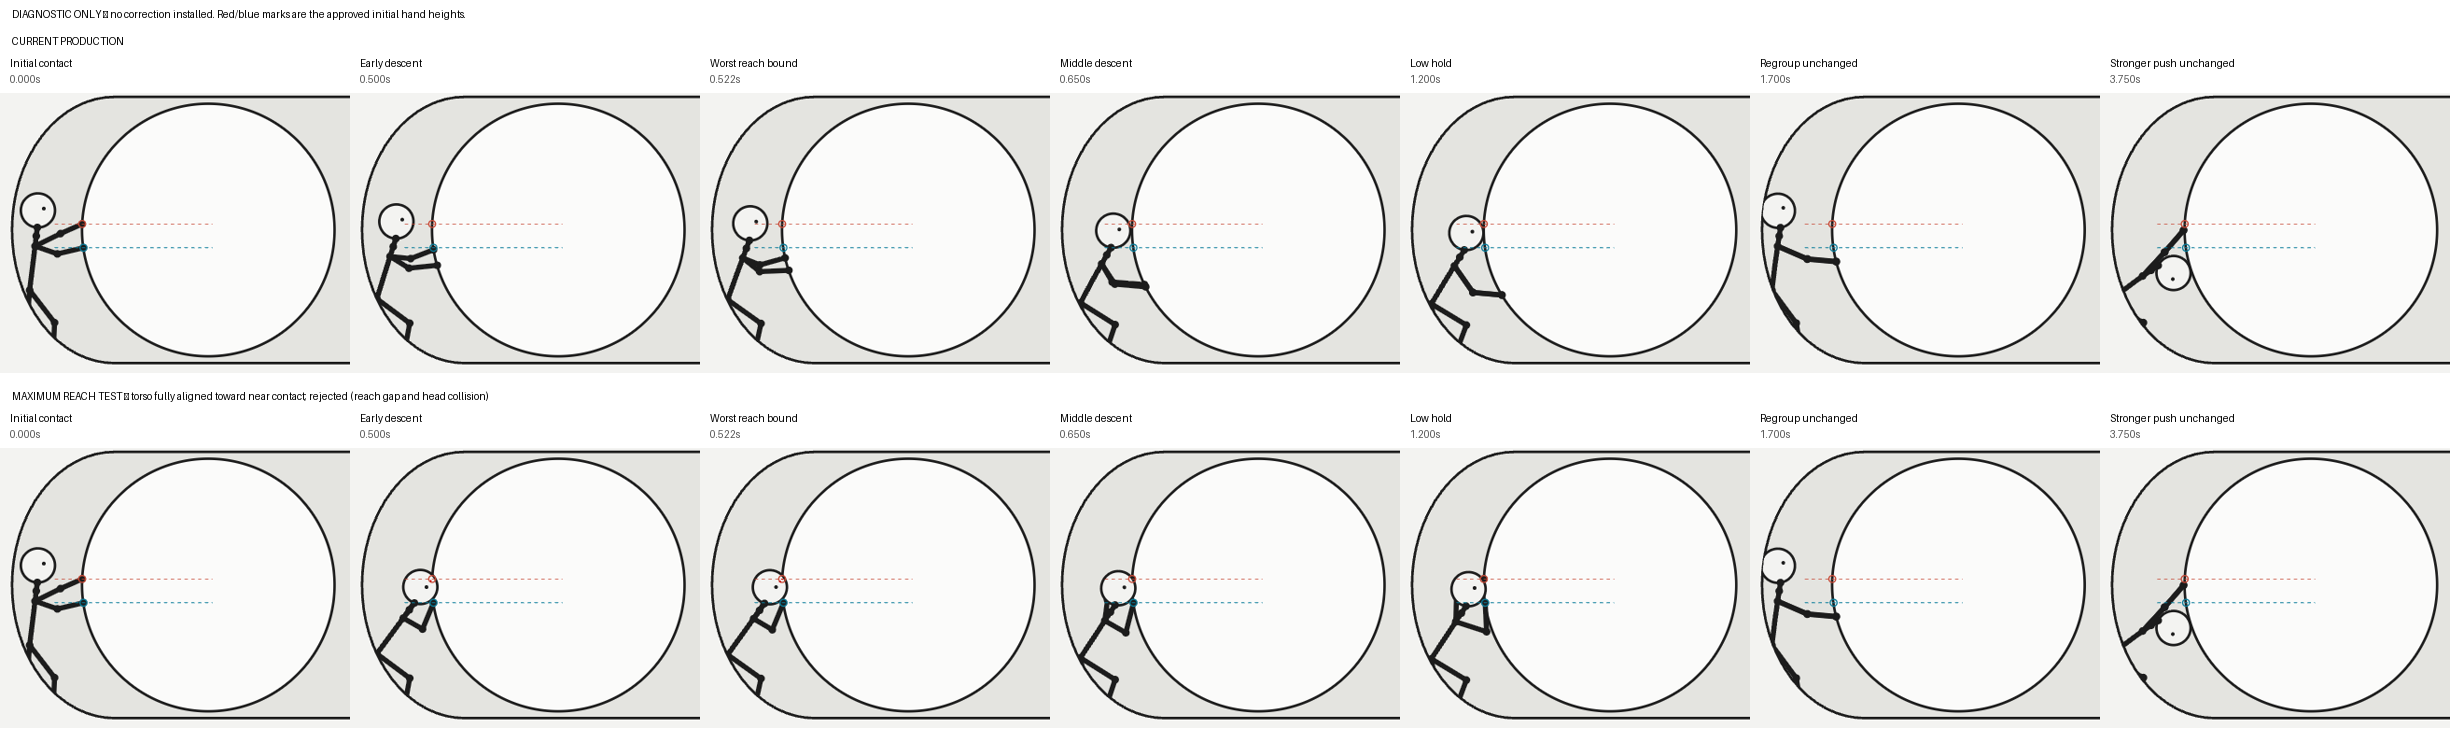 DIAGNOSTIC ONLY▯ no correction installed. Red/blue marks are the approved initial hand heights.
CURRENT PRODUCTION
Initial contact
0.000s
Early descent
0.500s
Worst reach bound
0.522s
Middle descent
0.650s
Low hold
1.200s
Regroup unchanged
1.700s
Stronger push unchanged
3.750s
MAXIMUM REACH TEST▯ torso fully aligned toward near contact; rejected (reach gap and head collision)
Initial contact
0.000s
Early descent
0.500s
Worst reach bound
0.522s
Middle descent
0.650s
Low hold
1.200s
Regroup unchanged
1.700s
Stronger push unchanged
3.750s